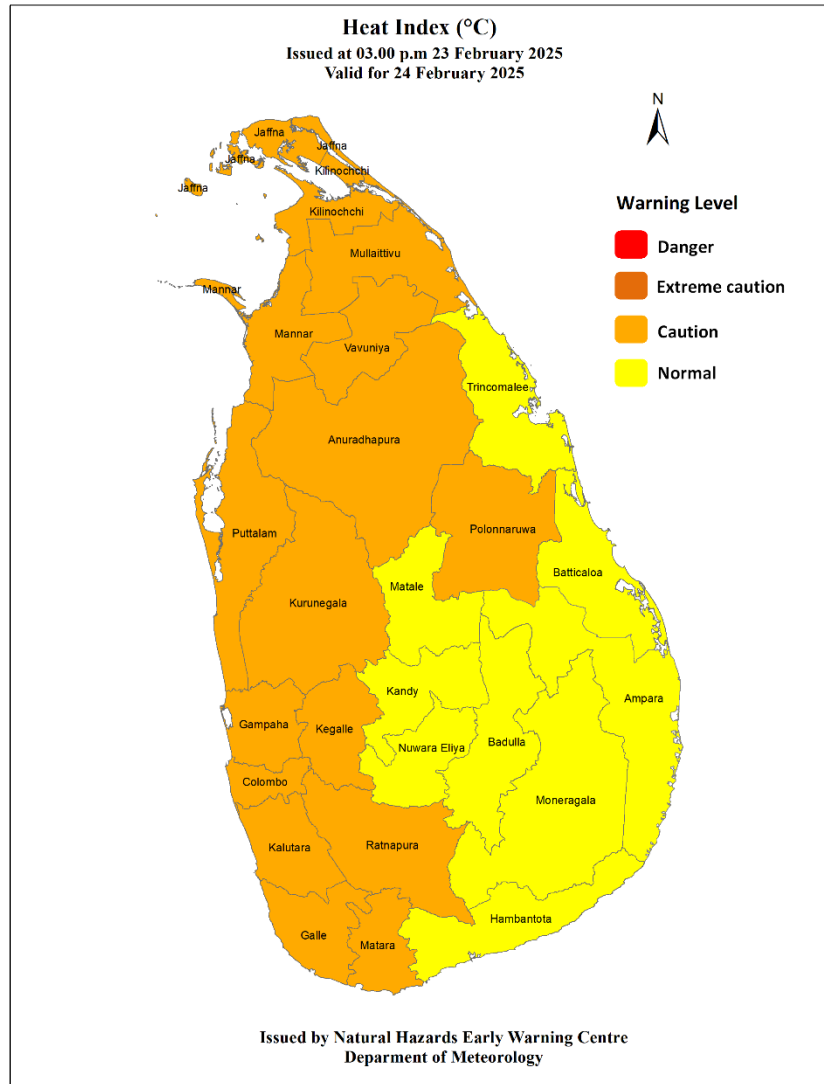 Heat Index (°C)
Issued at 03.00 p.m 23 February 2025
Valid for 24 February 2025
N
Jaffna
Jaffna
Jaffna
Kilinochchi
Jaffna
Kilinochchi
Mullaittivu
Mannar
Mannar
Vavuniya
Trincomalee
Anuradhapura
Polonnaruwa
Puttalam
Batticaloa
Matale
Kurunegala
Kandy
Ampara
Gampaha
Kegalle
Nuwara Eliya
Badulla
Colombo
Moneragala
Kalutara
Ratnapura
Hambantota
Galle
Matara
Warning Level
Danger
Extreme caution
Caution
Normal
Issued by Natural Hazards Early Warning Centre
Deparment of Meteorology